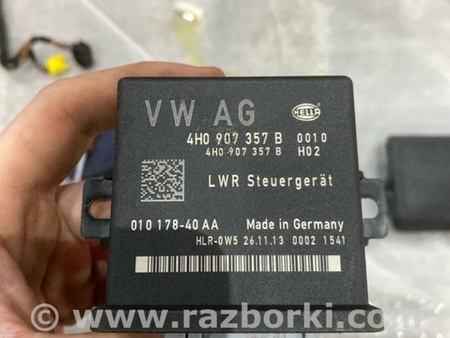 VW AG HELLA
4H0 907 357 B 0010
4H0 907 357 B H02
LWR Steuergerät
010 178-40 AA Made in Germany
HLR-0W5 26.11.13 0002 1541
© www.razborki.com